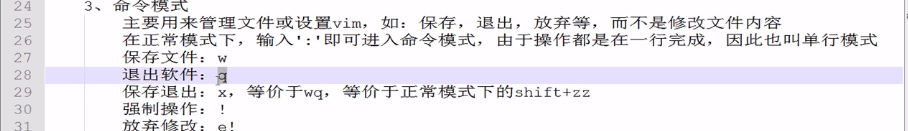 24 3、命令模式
25 主要用来管理文件或设置vim，如：保存，退出，放弃等，而不是修改文件内容
26 在正常模式下，输入':'即可进入命令模式，由于操作都是在一行完成，因此也叫单行模式
27 保存文件：w
28 退出软件：q
29 保存退出：x，等价于wq，等价于正常模式下的shift+zz
30 强制操作：!
31 放弃修改：e!